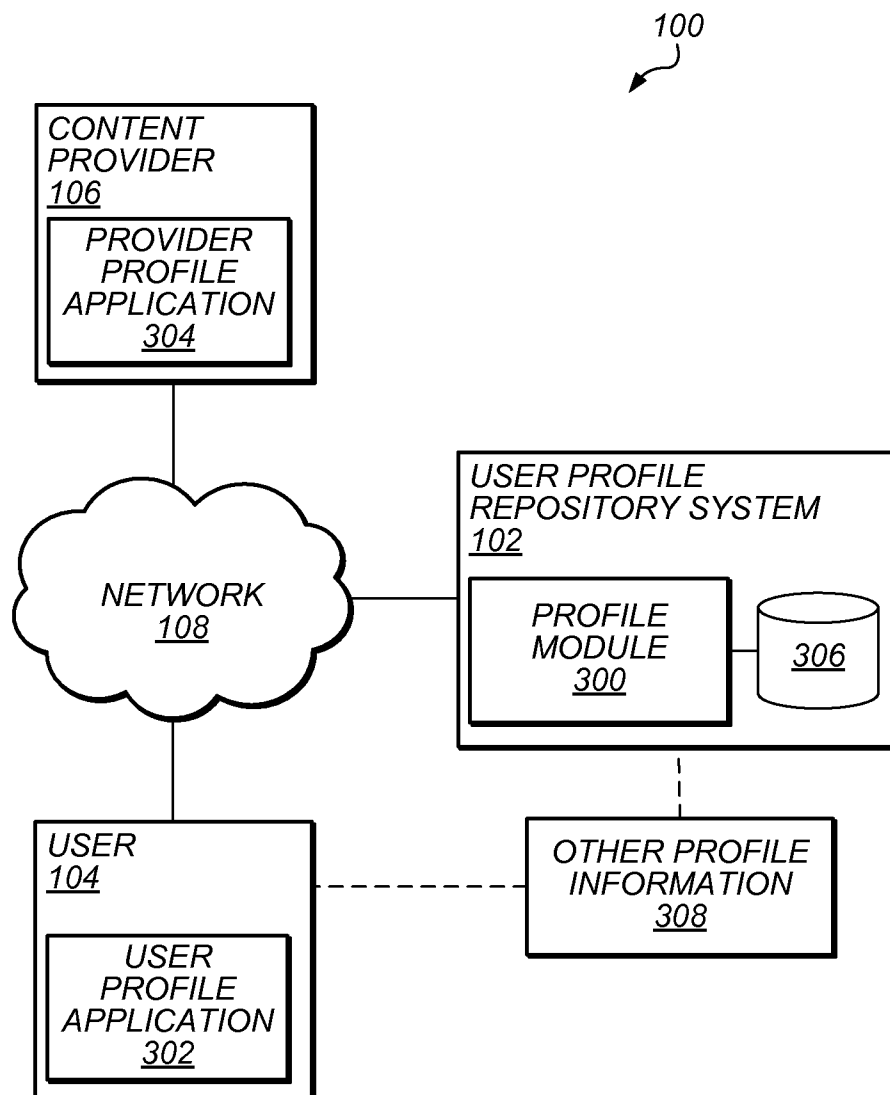 100
CONTENT
PROVIDER
106
PROVIDER
PROFILE
APPLICATION
304
NETWORK
108
USER PROFILE
REPOSITORY SYSTEM
102
PROFILE
MODULE
300
306
USER
104
USER
PROFILE
APPLICATION
302
OTHER PROFILE
INFORMATION
308